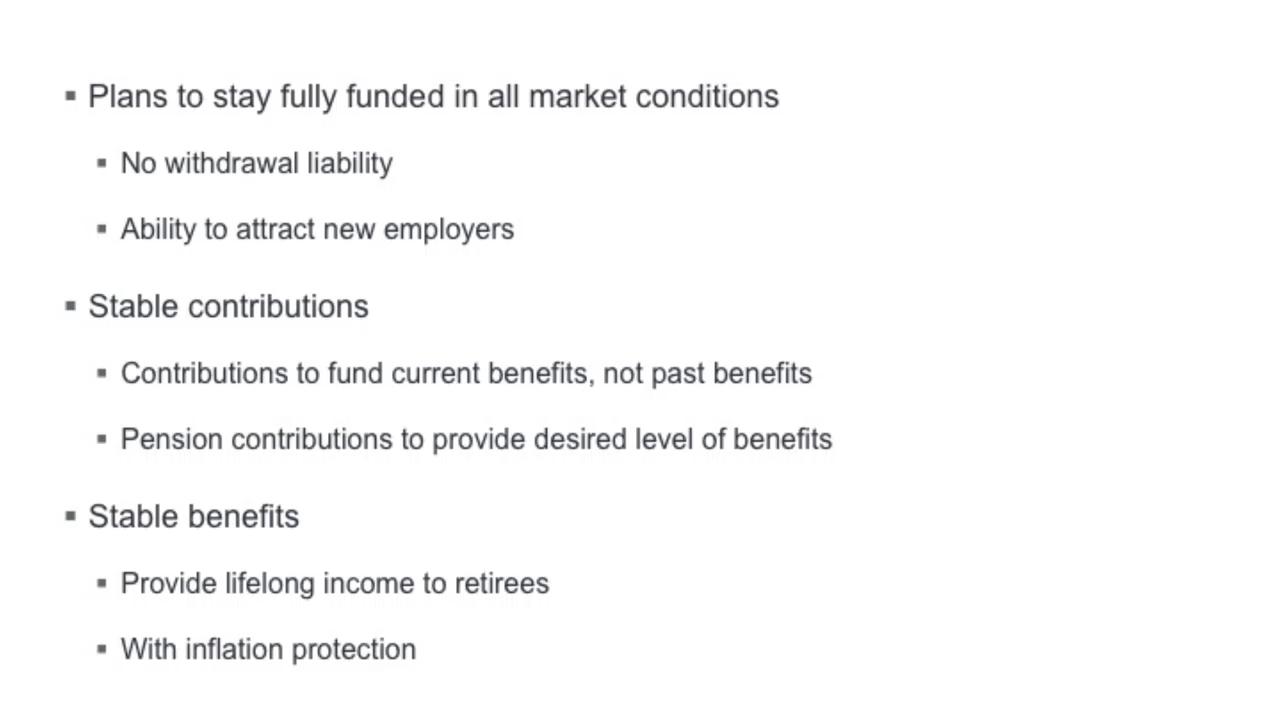 ▪ Plans to stay fully funded in all market conditions
▪ No withdrawal liability
▪ Ability to attract new employers
▪ Stable contributions
▪ Contributions to fund current benefits, not past benefits
▪ Pension contributions to provide desired level of benefits
▪ Stable benefits
▪ Provide lifelong income to retirees
▪ With inflation protection